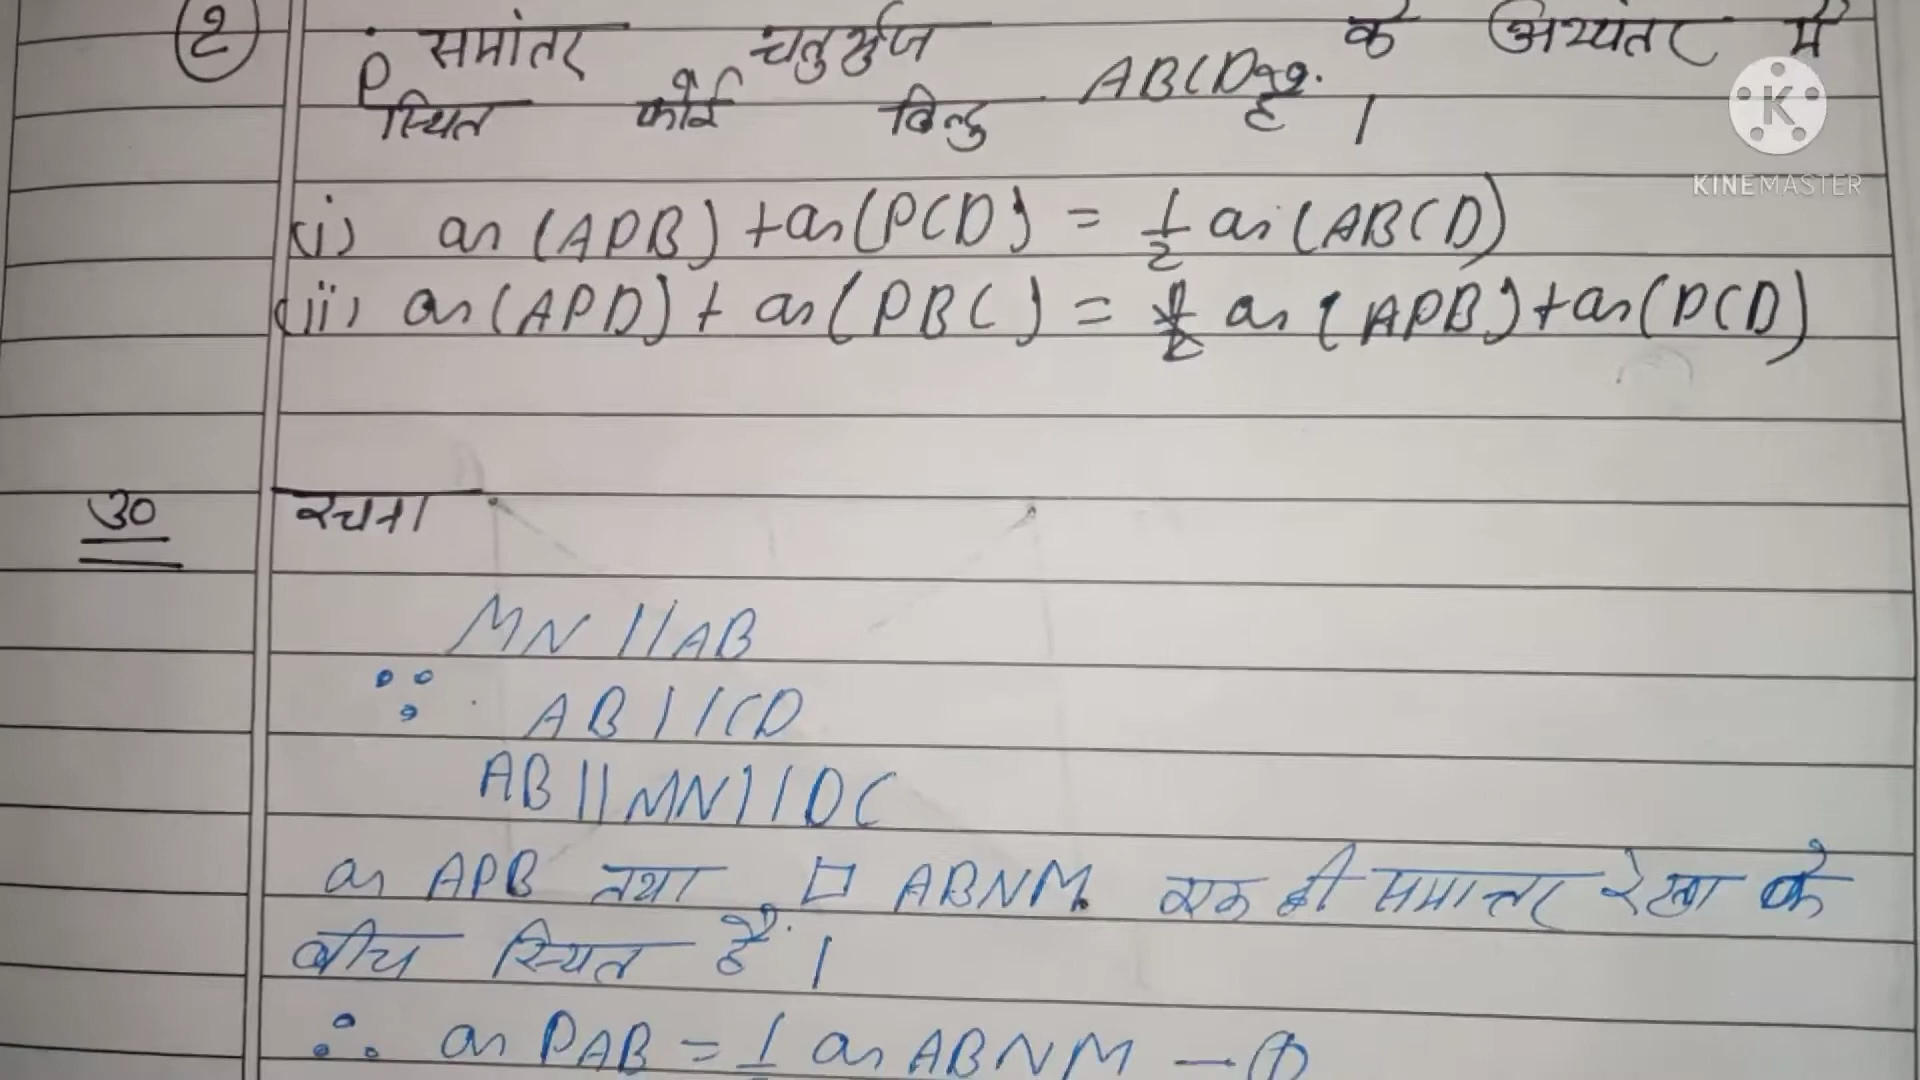 २ समांतर चतुर्भुज के अभ्यंतर में
P स्थित कोई बिन्दु ABCD है ।
K
KINEMASTER
(i) ar (APB) + ar (PCD) = 1/2 ar (ABCD)
(ii) ar (APD) + ar (PBC) = ar (APB) + ar (PCD)
उ० रचना
MN || AB
∵ AB || CD
AB || MN || DC
ar APB तथा □ ABNM एक ही समान्तर रेखा के
बीच स्थित है ।
∴ ar PAB = 1/2 ar ABNM — ①